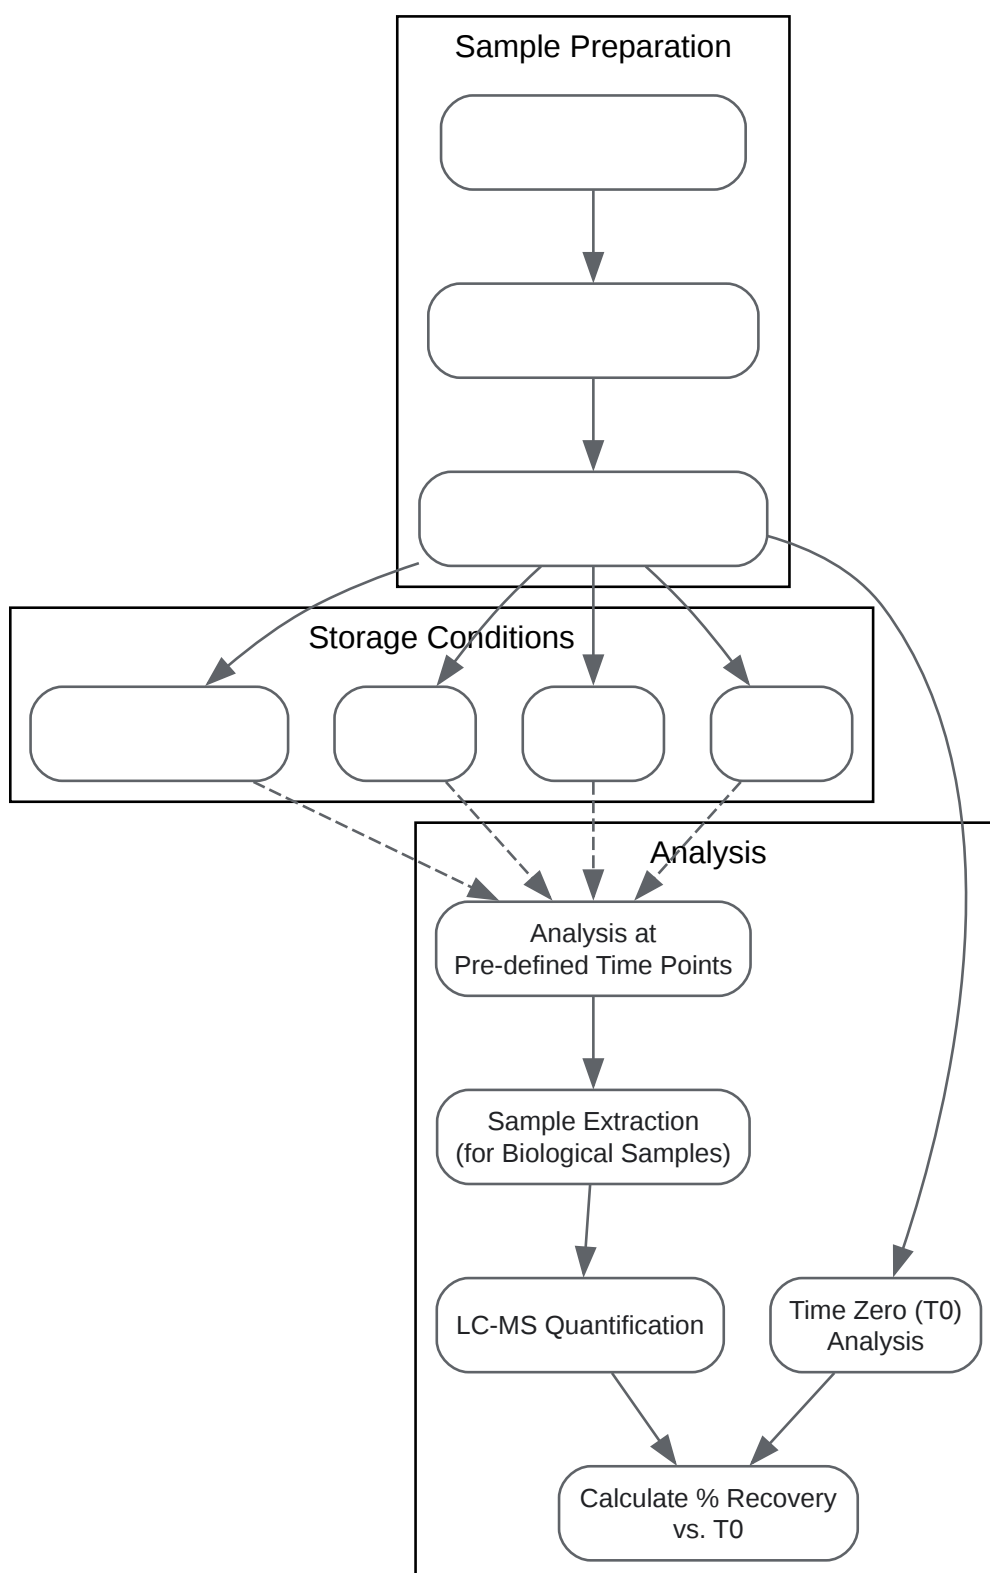 Sample Preparation
Storage Conditions
Analysis
Analysis at
Pre-defined Time Points
Sample Extraction
(for Biological Samples)
LC-MS Quantification
Time Zero (T0)
Analysis
Calculate % Recovery
vs. T0